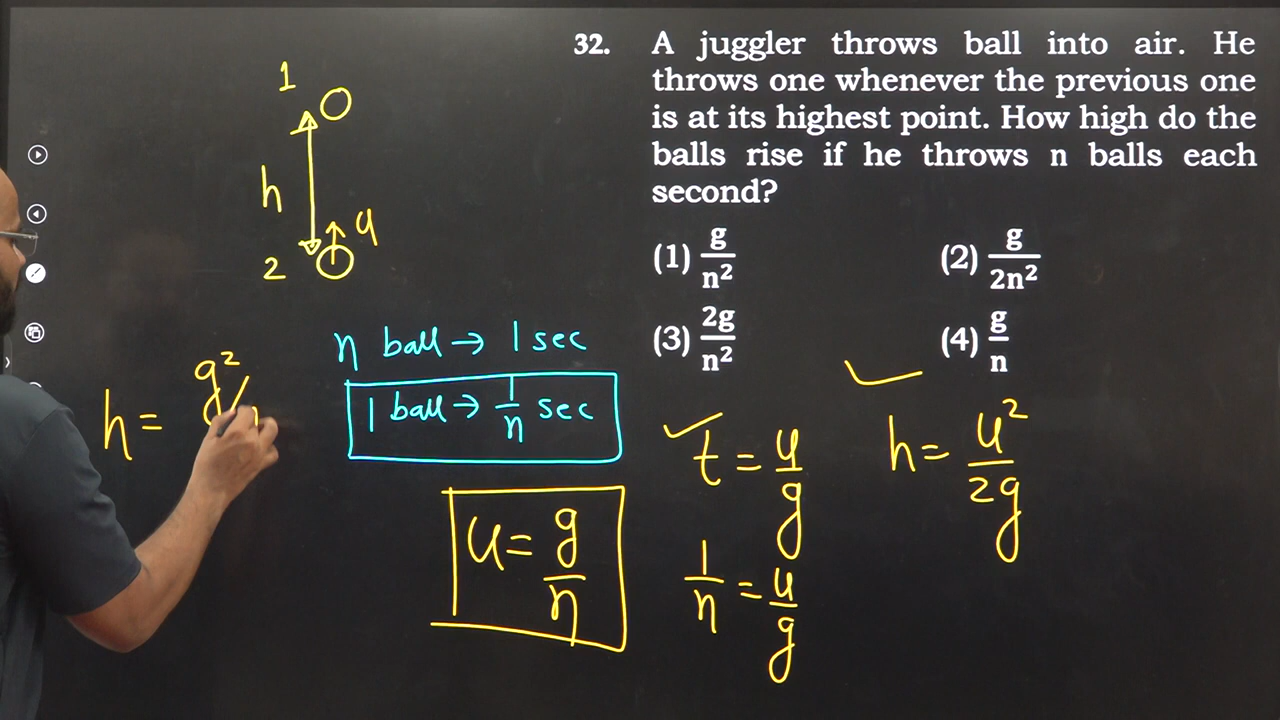 32. A juggler throws ball into air. He
throws one whenever the previous one
is at its highest point. How high do the
balls rise if he throws n balls each
second?
(1) g/n² (2) g/2n²
(3) 2g/n² (4) g/n
1
h
u
2
n ball → 1 sec
1 ball → 1/n sec
h = g²/
u = g/n
t = u/g
1/n = u/g
h = u²/2g